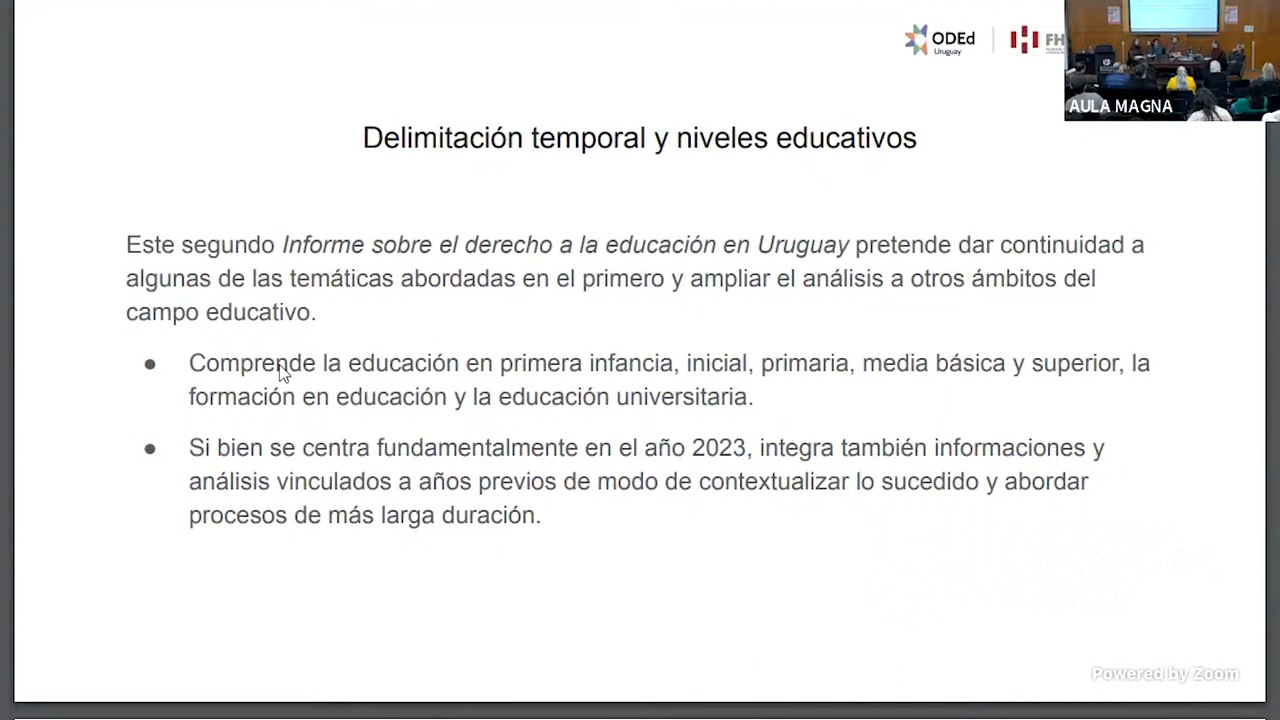 ODEd
Uruguay
FH
AULA MAGNA
Delimitación temporal y niveles educativos
Este segundo Informe sobre el derecho a la educación en Uruguay pretende dar continuidad a
algunas de las temáticas abordadas en el primero y ampliar el análisis a otros ámbitos del
campo educativo.
● Comprende la educación en primera infancia, inicial, primaria, media básica y superior, la
formación en educación y la educación universitaria.
● Si bien se centra fundamentalmente en el año 2023, integra también informaciones y
análisis vinculados a años previos de modo de contextualizar lo sucedido y abordar
procesos de más larga duración.
Powered by Zoom